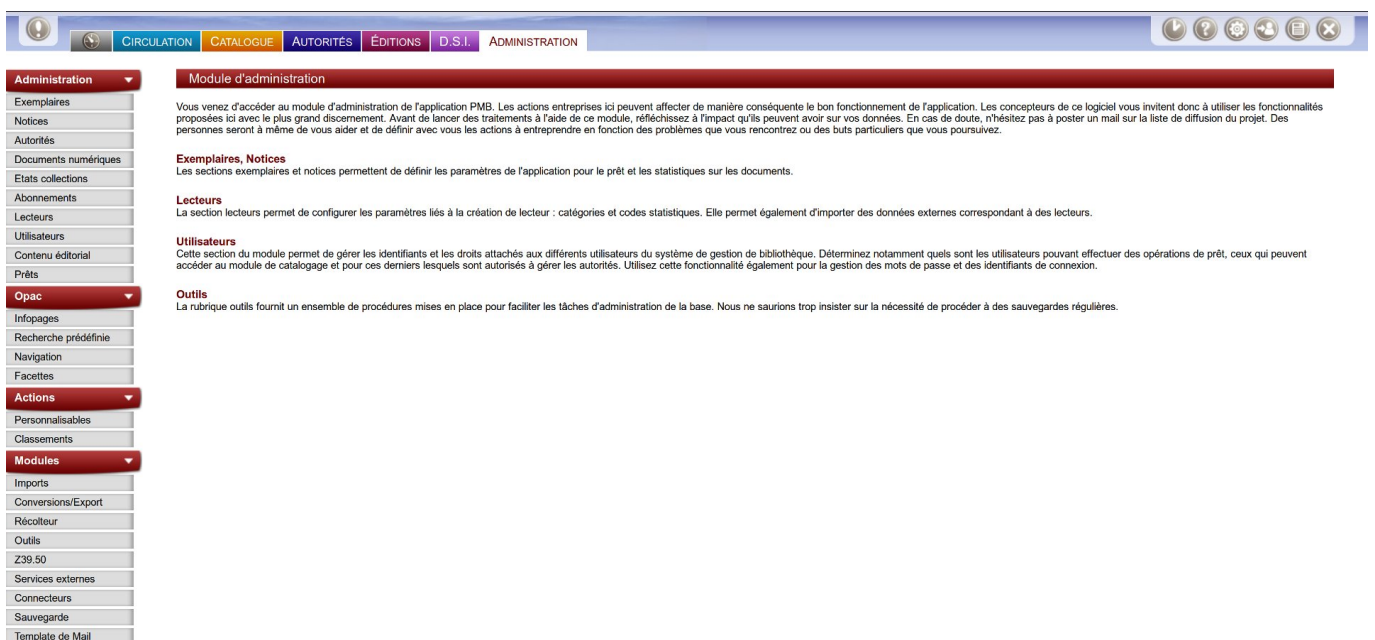 CIRCULATION CATALOGUE AUTORITÉS ÉDITIONS D.S.I. ADMINISTRATION
Administration
Exemplaires
Notices
Autorités
Documents numériques
Etats collections
Abonnements
Lecteurs
Utilisateurs
Contenu éditorial
Prêts
Opac
Infopages
Recherche prédéfinie
Navigation
Facettes
Actions
Personnalisables
Classements
Modules
Imports
Conversions/Export
Récolteur
Outils
Z39.50
Services externes
Connecteurs
Sauvegarde
Template de Mail
Module d'administration
Vous venez d'accéder au module d'administration de l'application PMB. Les actions entreprises ici peuvent affecter de manière conséquente le bon fonctionnement de l'application. Les concepteurs de ce logiciel vous invitent donc à utiliser les fonctionnalités
proposées ici avec le plus grand discernement. Avant de lancer des traitements à l'aide de ce module, réfléchissez à l'impact qu'ils peuvent avoir sur vos données. En cas de doute, n'hésitez pas à poster un mail sur la liste de diffusion du projet. Des
personnes seront à même de vous aider et de définir avec vous les actions à entreprendre en fonction des problèmes que vous rencontrez ou des buts particuliers que vous poursuivez.
Exemplaires, Notices
Les sections exemplaires et notices permettent de définir les paramètres de l'application pour le prêt et les statistiques sur les documents.
Lecteurs
La section lecteurs permet de configurer les paramètres liés à la création de lecteur : catégories et codes statistiques. Elle permet également d'importer des données externes correspondant à des lecteurs.
Utilisateurs
Cette section du module permet de gérer les identifiants et les droits attachés aux différents utilisateurs du système de gestion de bibliothèque. Déterminez notamment quels sont les utilisateurs pouvant effectuer des opérations de prêt, ceux qui peuvent
accéder au module de catalogage et pour ces derniers lesquels sont autorisés à gérer les autorités. Utilisez cette fonctionnalité également pour la gestion des mots de passe et des identifiants de connexion.
Outils
La rubrique outils fournit un ensemble de procédures mises en place pour faciliter les tâches d'administration de la base. Nous ne saurions trop insister sur la nécessité de procéder à des sauvegardes régulières.